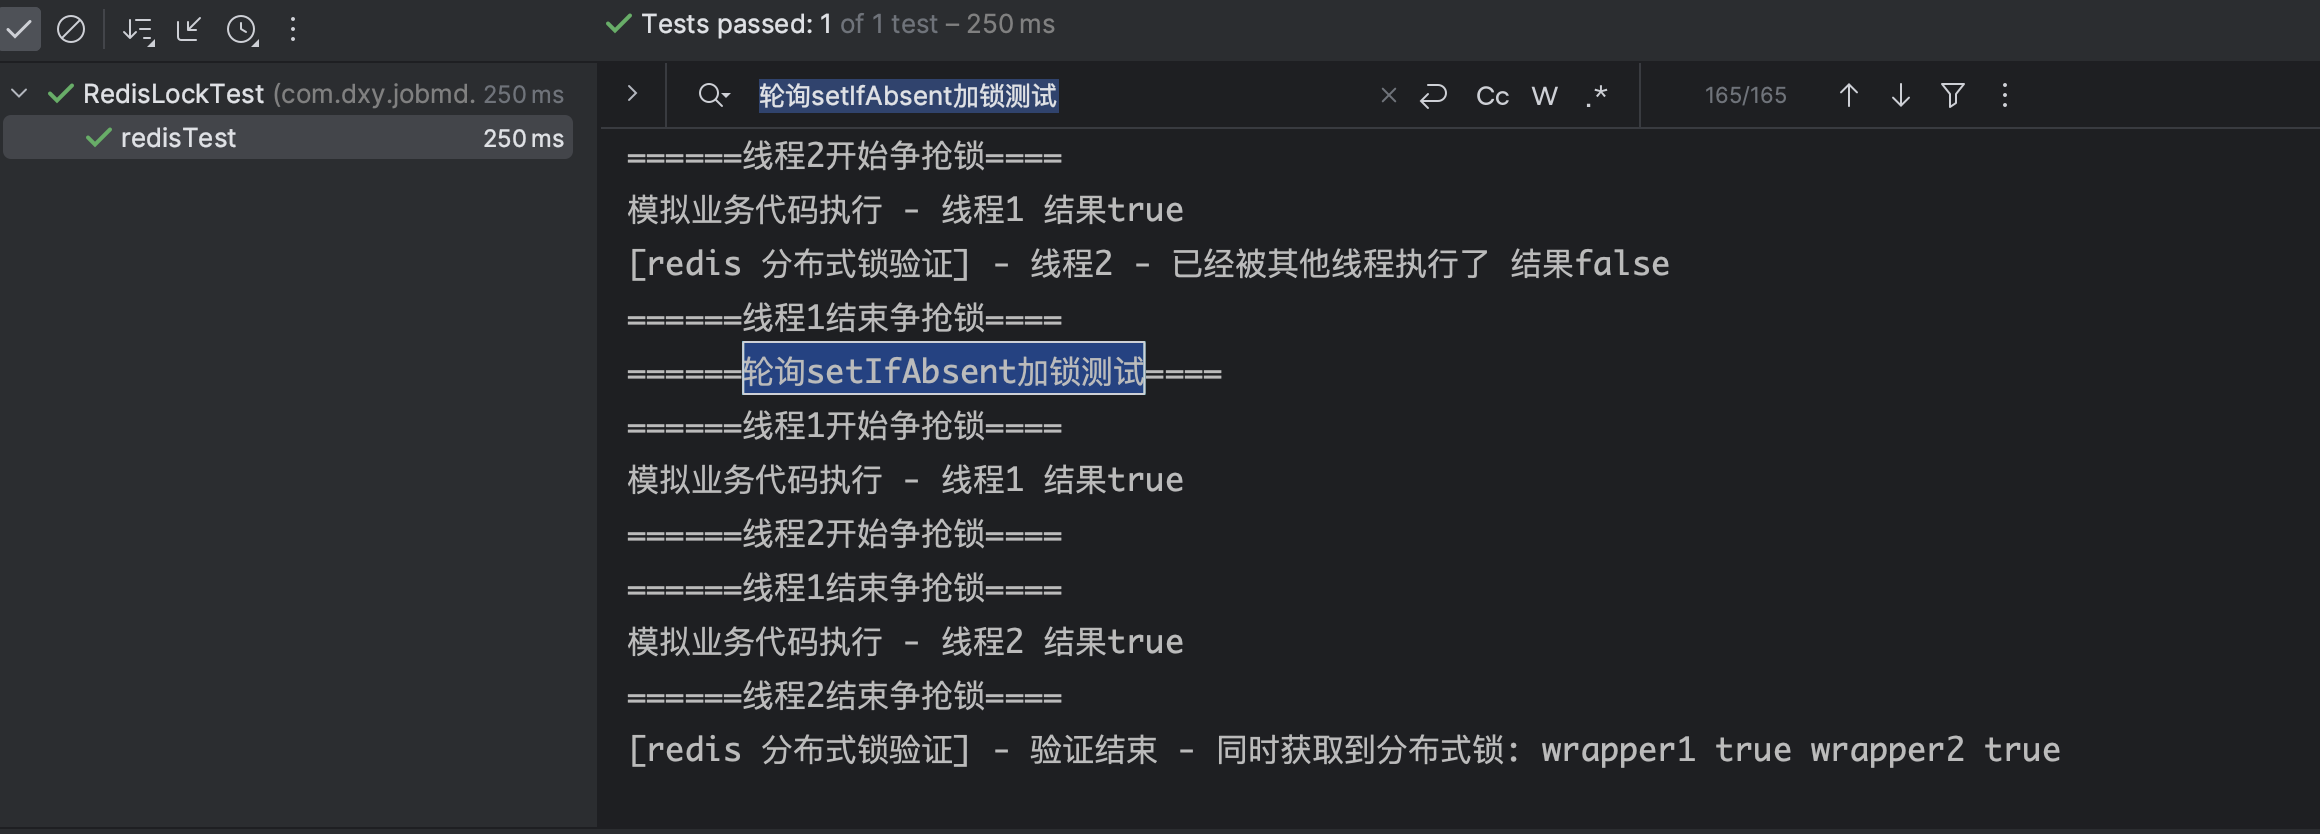 Tests passed: 1 of 1 test – 250 ms
RedisLockTest (com.dxy.jobmd. 250 ms
redisTest 250 ms
轮询setIfAbsent加锁测试 Cc W .* 165/165
======线程2开始争抢锁====
模拟业务代码执行 - 线程1 结果true
[redis 分布式锁验证] - 线程2 - 已经被其他线程执行了 结果false
======线程1结束争抢锁====
======轮询setIfAbsent加锁测试====
======线程1开始争抢锁====
模拟业务代码执行 - 线程1 结果true
======线程2开始争抢锁====
======线程1结束争抢锁====
模拟业务代码执行 - 线程2 结果true
======线程2结束争抢锁====
[redis 分布式锁验证] - 验证结束 - 同时获取到分布式锁: wrapper1 true wrapper2 true